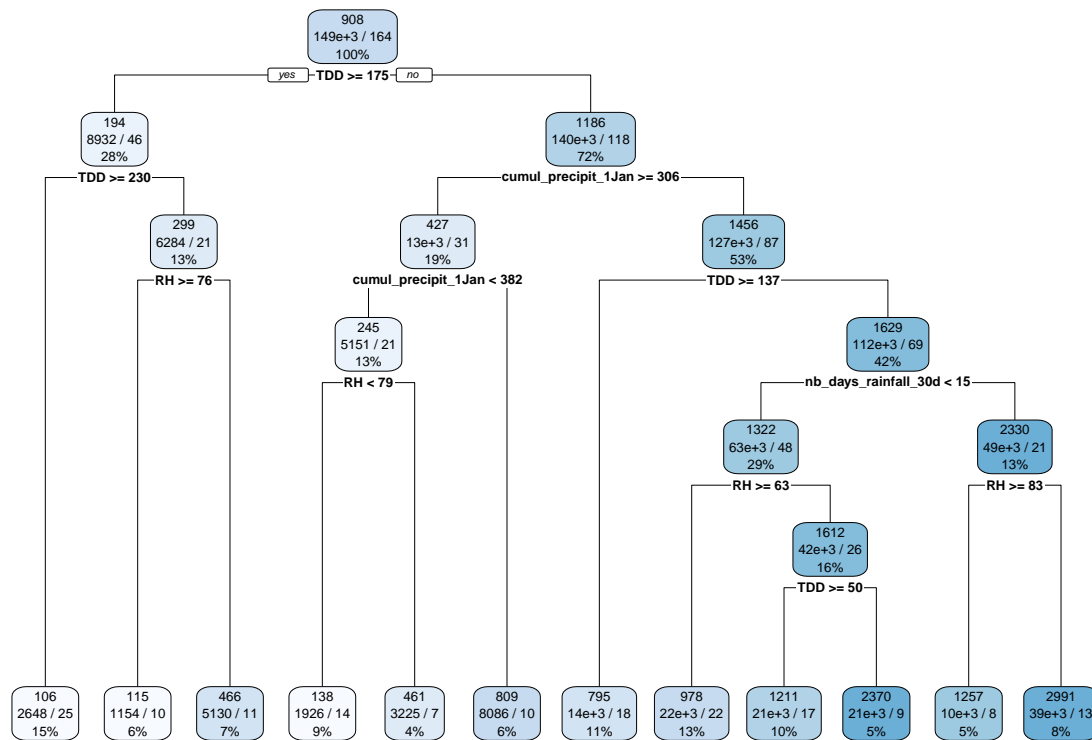 908
149e+3 / 164
100%
yes TDD >= 175 no
194
8932 / 46
28%
1186
140e+3 / 118
72%
TDD >= 230
cumul_precipit_1Jan >= 306
299
6284 / 21
13%
427
13e+3 / 31
19%
1456
127e+3 / 87
53%
RH >= 76
cumul_precipit_1Jan < 382
TDD >= 137
245
5151 / 21
13%
1629
112e+3 / 69
42%
RH < 79
nb_days_rainfall_30d < 15
1322
63e+3 / 48
29%
2330
49e+3 / 21
13%
RH >= 63
RH >= 83
1612
42e+3 / 26
16%
TDD >= 50
106
2648 / 25
15%
115
1154 / 10
6%
466
5130 / 11
7%
138
1926 / 14
9%
461
3225 / 7
4%
809
8086 / 10
6%
795
14e+3 / 18
11%
978
22e+3 / 22
13%
1211
21e+3 / 17
10%
2370
21e+3 / 9
5%
1257
10e+3 / 8
5%
2991
39e+3 / 13
8%